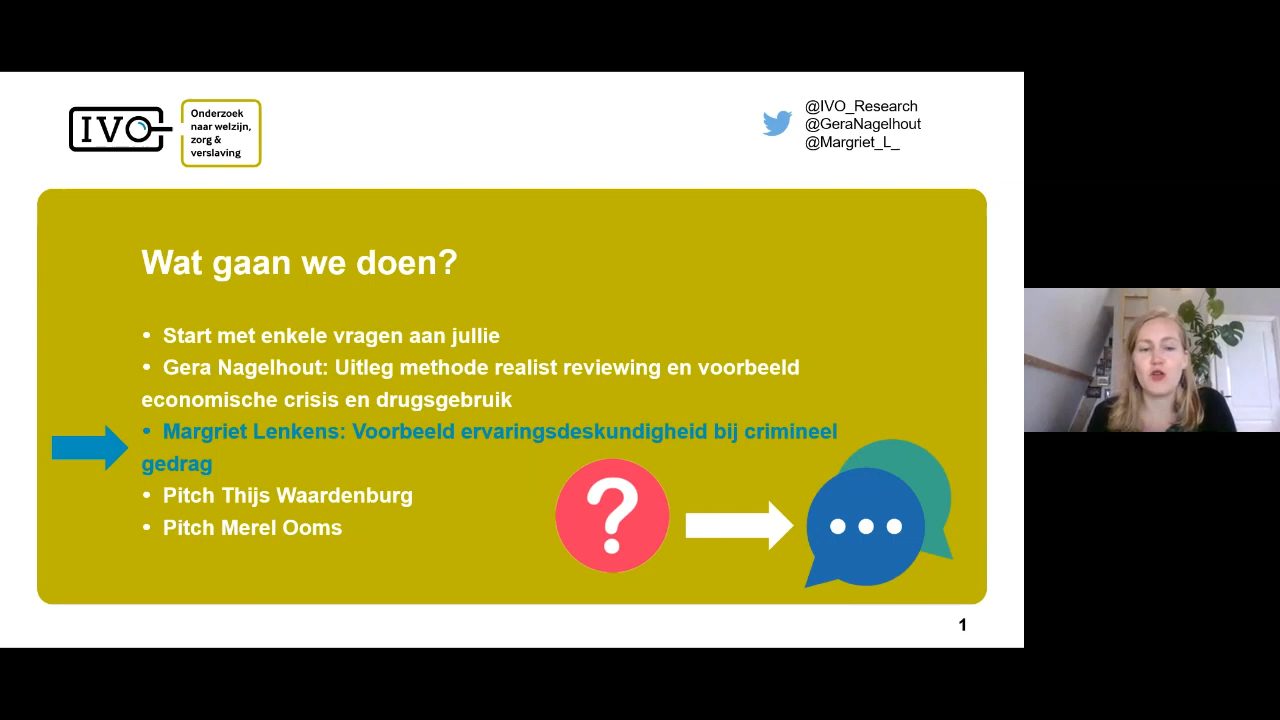 IVO
Onderzoek
naar welzijn,
zorg &
verslaving
@IVO_Research
@GeraNagelhout
@Margriet_L_
Wat gaan we doen?
• Start met enkele vragen aan jullie
• Gera Nagelhout: Uitleg methode realist reviewing en voorbeeld
economische crisis en drugsgebruik
• Margriet Lenkens: Voorbeeld ervaringsdeskundigheid bij crimineel
gedrag
• Pitch Thijs Waardenburg
• Pitch Merel Ooms
?
1